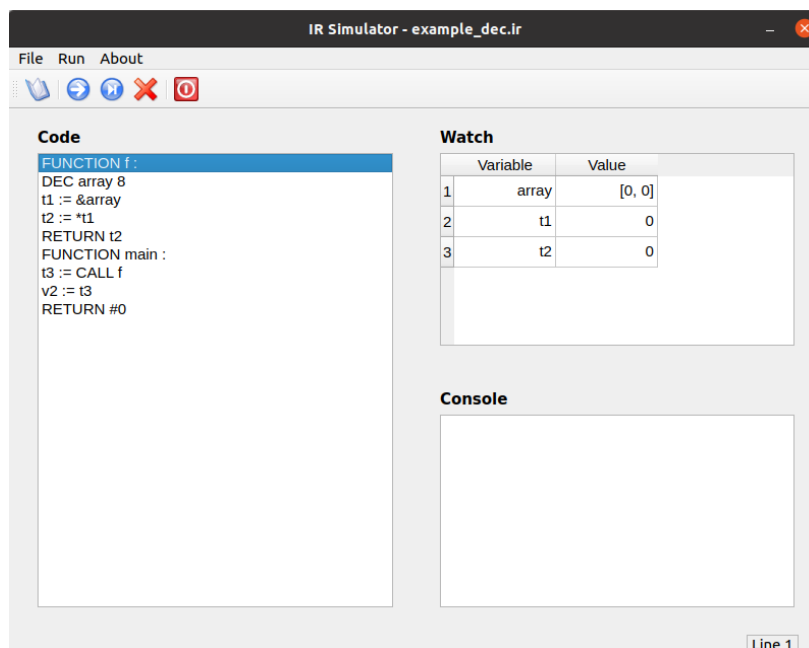 IR Simulator - example_dec.ir
File Run About
Code
FUNCTION f :
DEC array 8
t1 := &array
t2 := *t1
RETURN t2
FUNCTION main :
t3 := CALL f
v2 := t3
RETURN #0
Watch
Variable Value
1 array [0, 0]
2 t1 0
3 t2 0
Console
Line 1